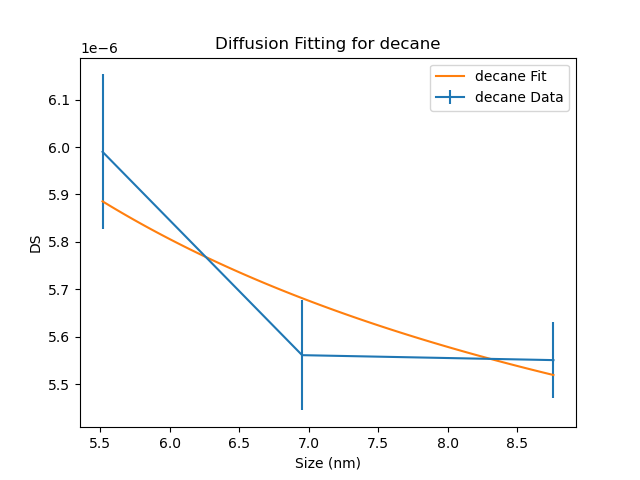 Diffusion Fitting for decane
1e−6
decane Fit
decane Data
6.1
6.0
5.9
5.8
5.7
5.6
5.5
DS
5.5 6.0 6.5 7.0 7.5 8.0 8.5
Size (nm)